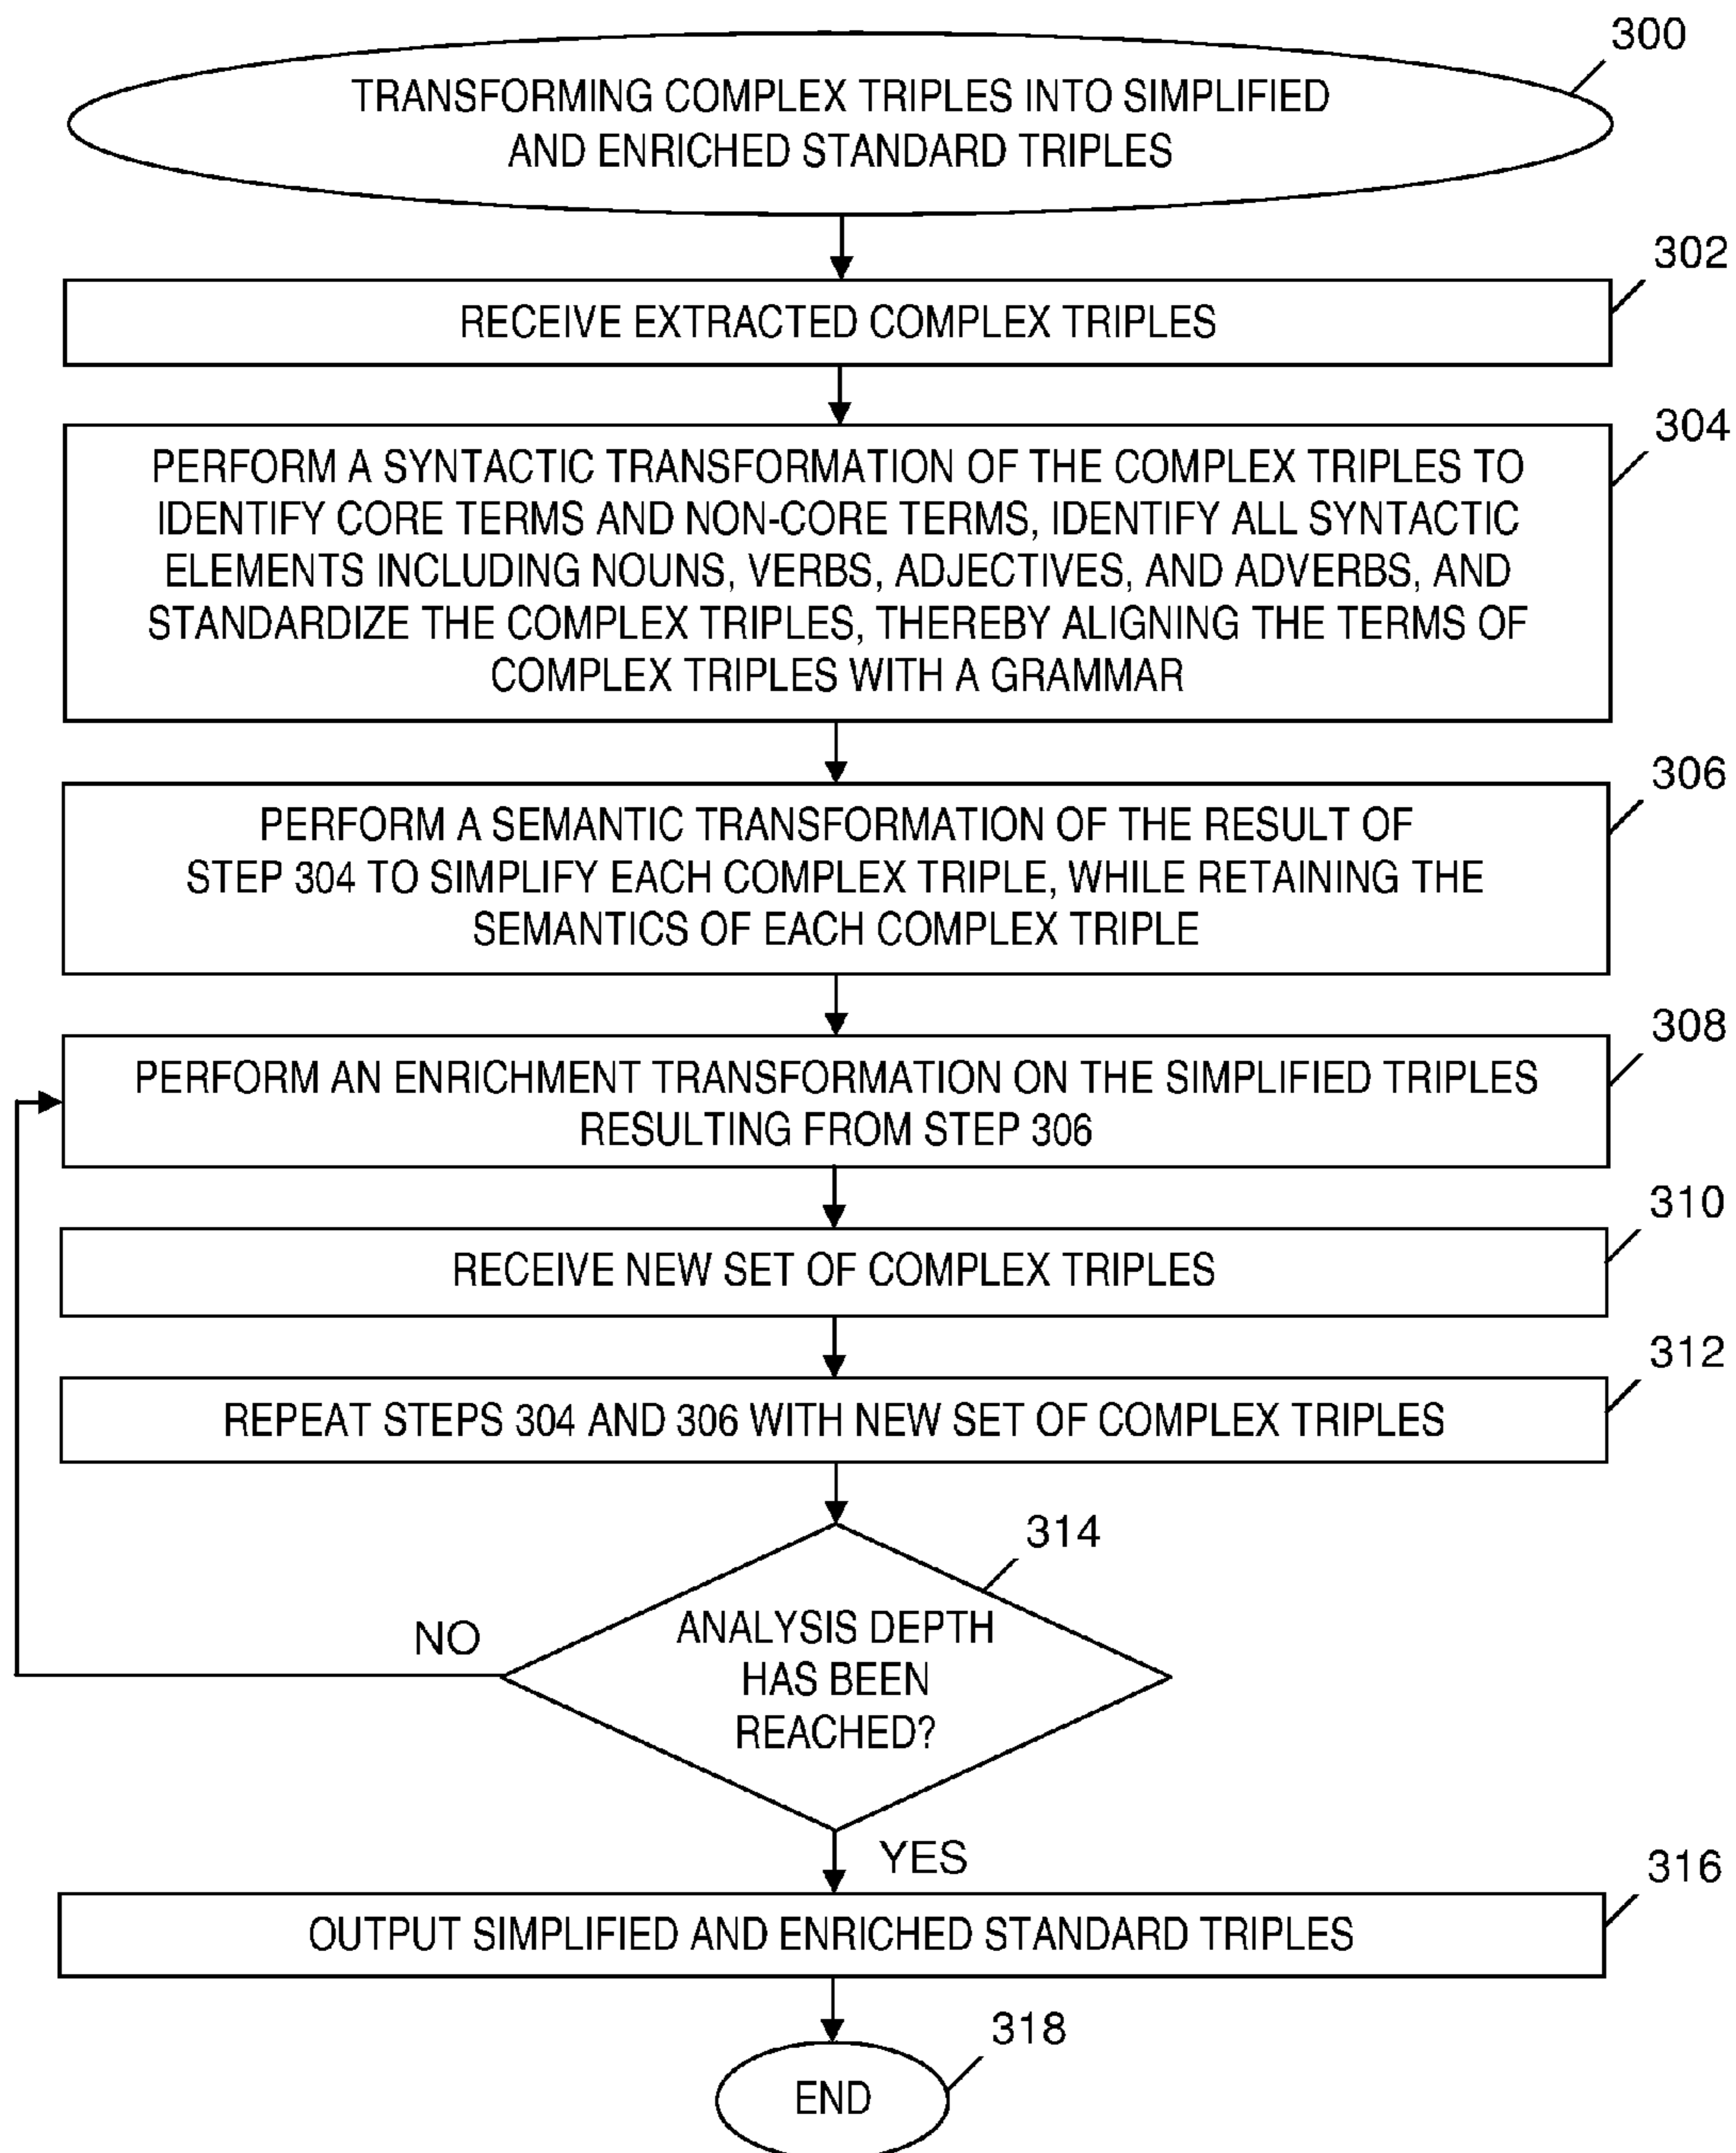 300
TRANSFORMING COMPLEX TRIPLES INTO SIMPLIFIED
AND ENRICHED STANDARD TRIPLES
302
RECEIVE EXTRACTED COMPLEX TRIPLES
304
PERFORM A SYNTACTIC TRANSFORMATION OF THE COMPLEX TRIPLES TO
IDENTIFY CORE TERMS AND NON-CORE TERMS, IDENTIFY ALL SYNTACTIC
ELEMENTS INCLUDING NOUNS, VERBS, ADJECTIVES, AND ADVERBS, AND
STANDARDIZE THE COMPLEX TRIPLES, THEREBY ALIGNING THE TERMS OF
COMPLEX TRIPLES WITH A GRAMMAR
306
PERFORM A SEMANTIC TRANSFORMATION OF THE RESULT OF
STEP 304 TO SIMPLIFY EACH COMPLEX TRIPLE, WHILE RETAINING THE
SEMANTICS OF EACH COMPLEX TRIPLE
308
PERFORM AN ENRICHMENT TRANSFORMATION ON THE SIMPLIFIED TRIPLES
RESULTING FROM STEP 306
310
RECEIVE NEW SET OF COMPLEX TRIPLES
312
REPEAT STEPS 304 AND 306 WITH NEW SET OF COMPLEX TRIPLES
314
ANALYSIS DEPTH
HAS BEEN
REACHED?
NO
YES
316
OUTPUT SIMPLIFIED AND ENRICHED STANDARD TRIPLES
318
END